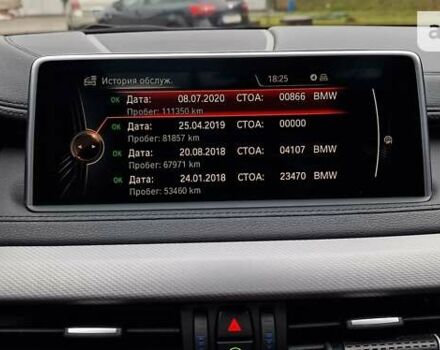 История обслуж.
18:25
OK Дата: 08.07.2020 СТОА: 00866 BMW
Пробег: 111350 km
OK Дата: 25.04.2019 СТОА: 00000
Пробег: 81857 km
OK Дата: 20.08.2018 СТОА: 04107 BMW
Пробег: 67971 km
OK Дата: 24.01.2018 СТОА: 23470 BMW
Пробег: 53460 km